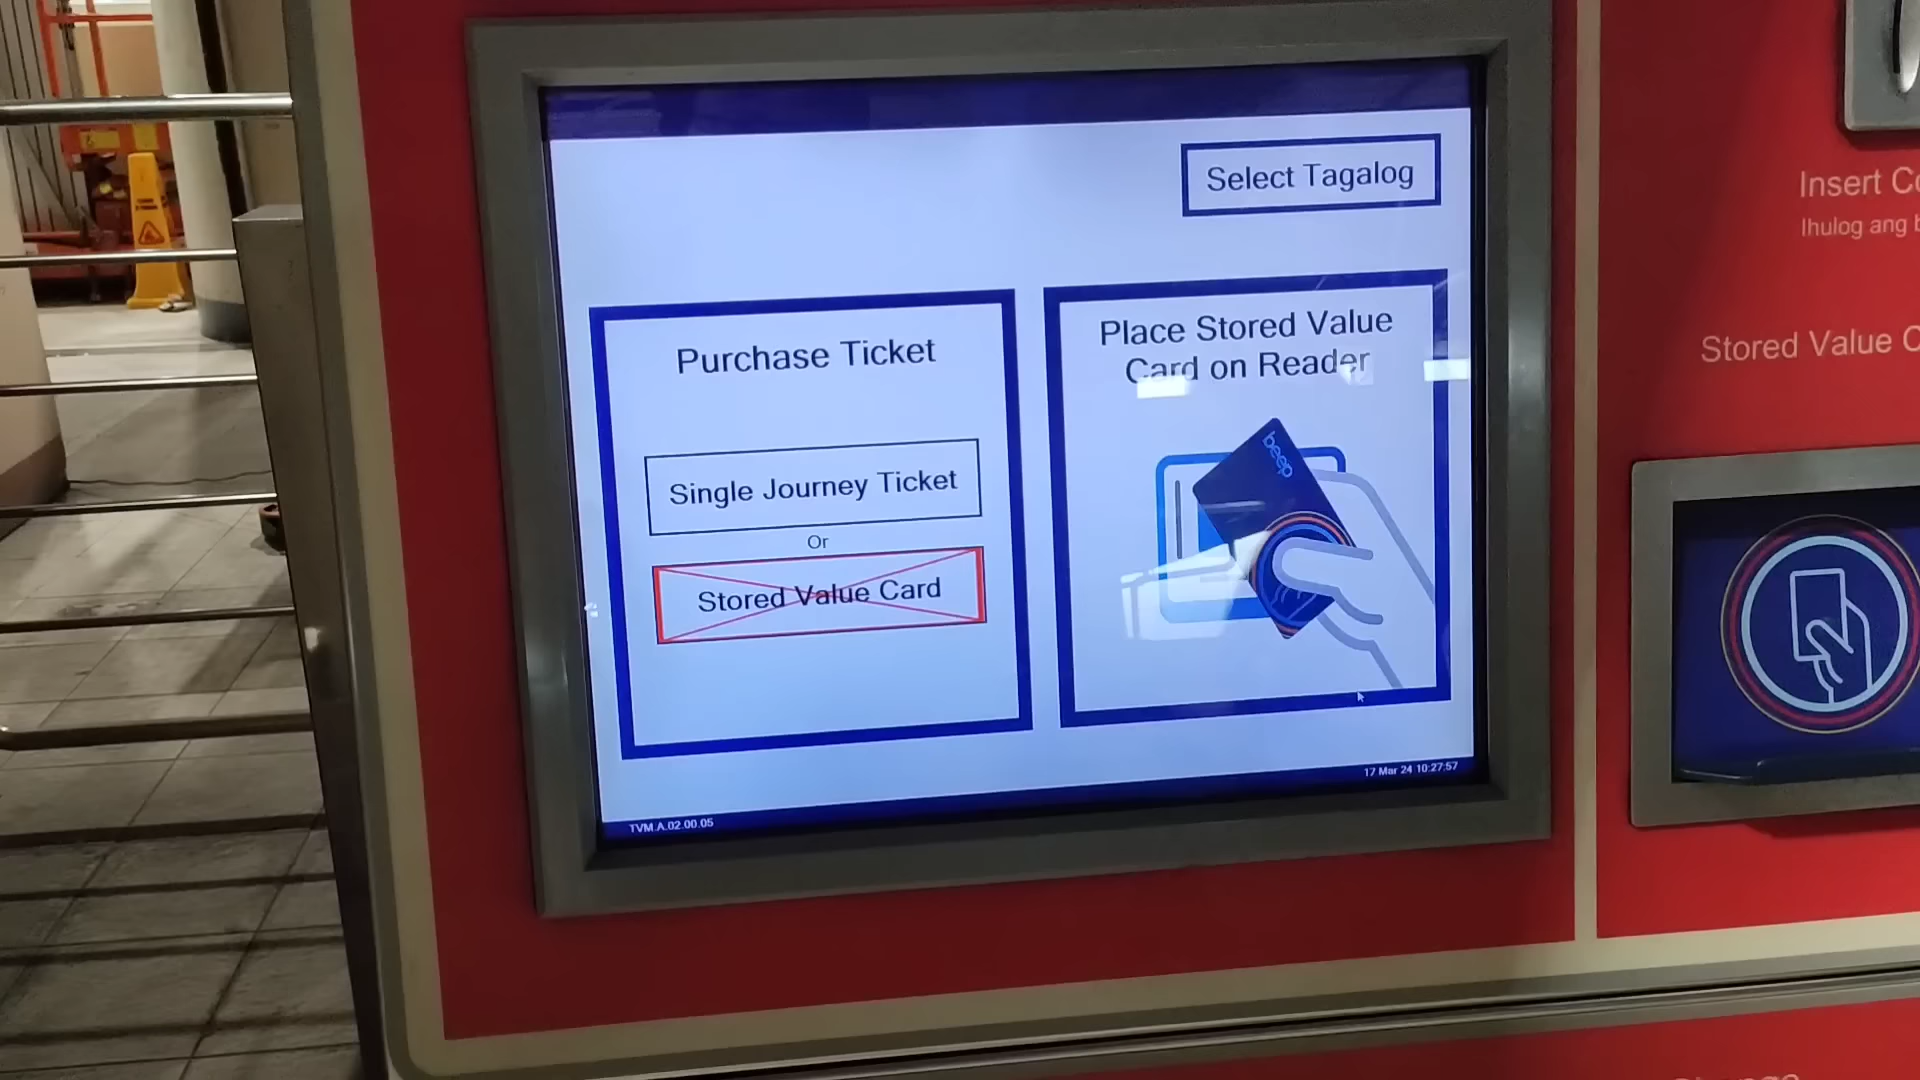 Select Tagalog
Purchase Ticket
Single Journey Ticket
Or
Stored Value Card
Place Stored Value
Card on Reader
beep
17 Mar 24 10:27:57
TVM.A.02.00.05
Insert
Ihulog ang
Stored Value